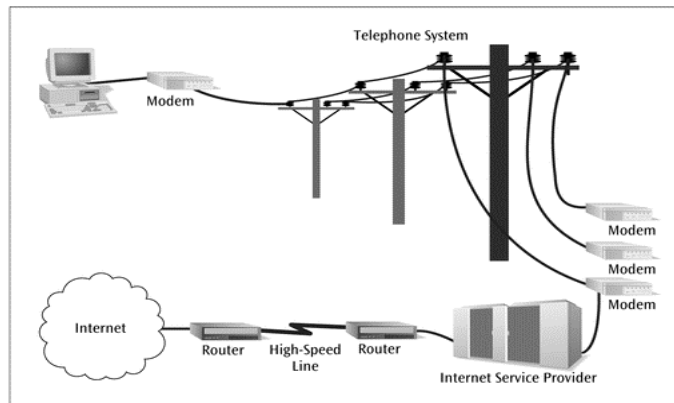 Telephone System
Modem
Modem
Modem
Modem
Internet
Router
High-Speed
Line
Router
Internet Service Provider